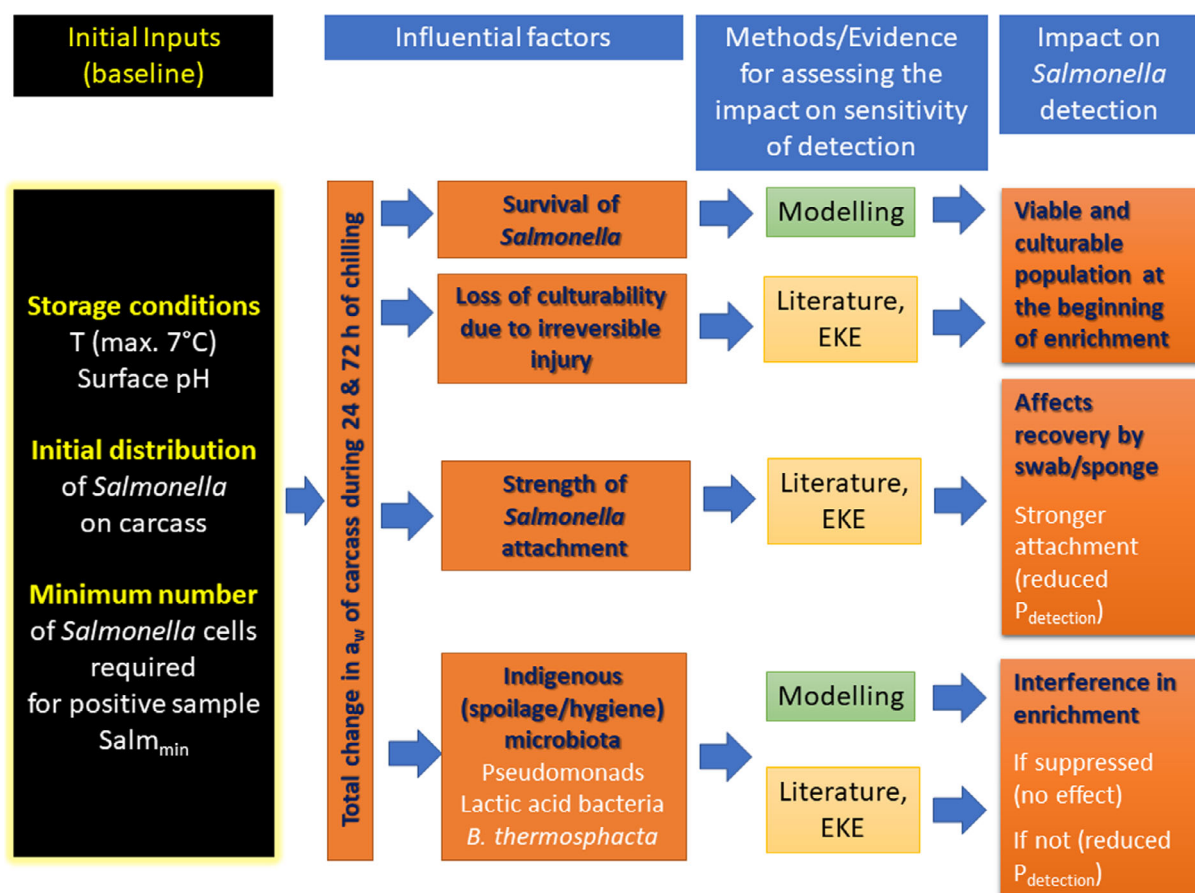 Initial Inputs
(baseline)
Influential factors
Methods/Evidence
for assessing the
impact on sensitivity
of detection
Impact on
Salmonella
detection
Storage conditions
T (max. 7°C)
Surface pH
Initial distribution
of Salmonella
on carcass
Minimum number
of Salmonella cells
required
for positive sample
Salm_min
Total change in a_w of carcass during 24 & 72 h of chilling
Survival of
Salmonella
Modelling
Viable and
culturable
population at
the beginning
of enrichment
Loss of culturability
due to irreversible
injury
Literature,
EKE
Strength of
Salmonella
attachment
Literature,
EKE
Affects
recovery by
swab/sponge
Stronger
attachment
(reduced
P_detection)
Indigenous
(spoilage/hygiene)
microbiota
Pseudomonads
Lactic acid bacteria
B. thermosphacta
Modelling
Literature,
EKE
Interference in
enrichment
If suppressed
(no effect)
If not (reduced
P_detection)